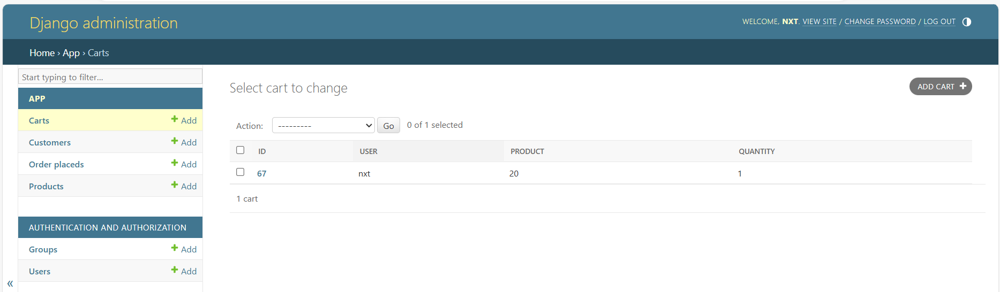 Django administration
WELCOME, NXT. VIEW SITE / CHANGE PASSWORD / LOG OUT
Home › App › Carts
Start typing to filter...
APP
Carts + Add
Customers + Add
Order placeds + Add
Products + Add
AUTHENTICATION AND AUTHORIZATION
Groups + Add
Users + Add
«
Select cart to change
ADD CART +
Action: --------- Go 0 of 1 selected
ID USER PRODUCT QUANTITY
67 nxt 20 1
1 cart